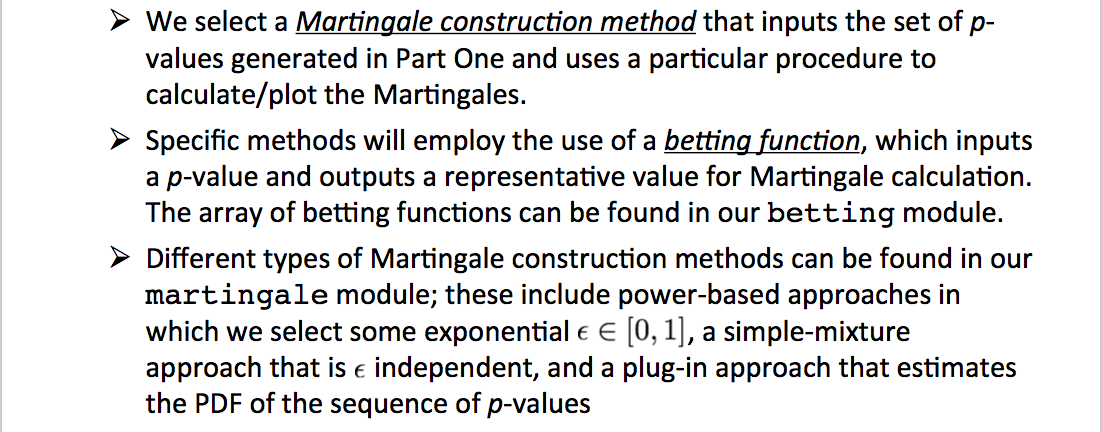 ➢ We select a Martingale construction method that inputs the set of p-
values generated in Part One and uses a particular procedure to
calculate/plot the Martingales.
➢ Specific methods will employ the use of a betting function, which inputs
a p-value and outputs a representative value for Martingale calculation.
The array of betting functions can be found in our betting module.
➢ Different types of Martingale construction methods can be found in our
martingale module; these include power-based approaches in
which we select some exponential ϵ ∈ [0, 1], a simple-mixture
approach that is ϵ independent, and a plug-in approach that estimates
the PDF of the sequence of p-values